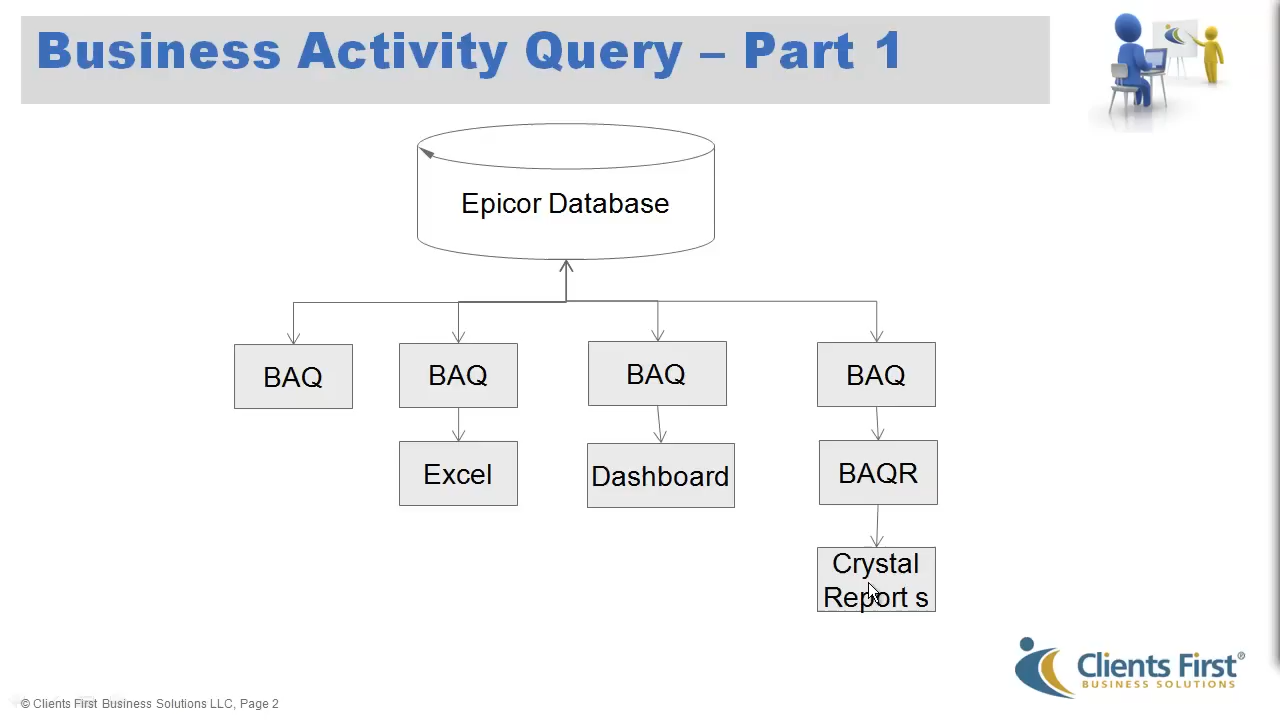 Business Activity Query – Part 1
Epicor Database
BAQ
BAQ
BAQ
BAQ
Excel
Dashboard
BAQR
Crystal
Report s
Clients First®
BUSINESS SOLUTIONS
© Clients First Business Solutions LLC, Page 2